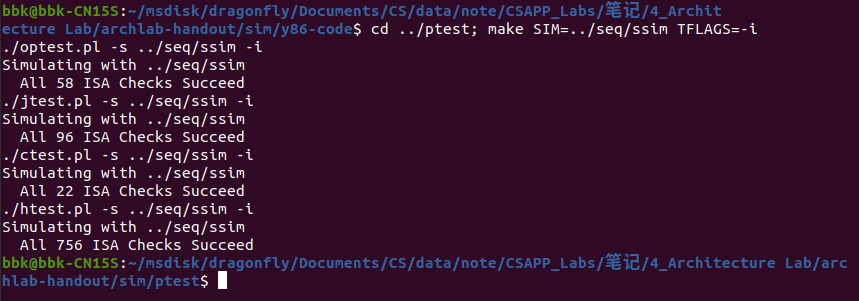 bbk@bbk-CN15S:~/msdisk/dragonfly/Documents/CS/data/note/CSAPP_Labs/笔记/4_Archit
ecture Lab/archlab-handout/sim/y86-code$ cd ../ptest; make SIM=../seq/ssim TFLAGS=-i
./optest.pl -s ../seq/ssim -i
Simulating with ../seq/ssim
  All 58 ISA Checks Succeed
./jtest.pl -s ../seq/ssim -i
Simulating with ../seq/ssim
  All 96 ISA Checks Succeed
./ctest.pl -s ../seq/ssim -i
Simulating with ../seq/ssim
  All 22 ISA Checks Succeed
./htest.pl -s ../seq/ssim -i
Simulating with ../seq/ssim
  All 756 ISA Checks Succeed
bbk@bbk-CN15S:~/msdisk/dragonfly/Documents/CS/data/note/CSAPP_Labs/笔记/4_Architecture Lab/arc
hlab-handout/sim/ptest$